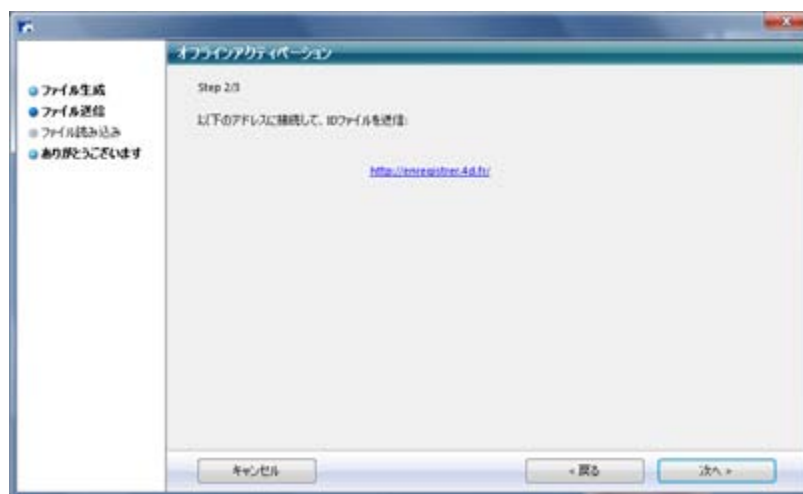 オフラインアクティベーション
ファイル生成
ファイル送信
ファイル読み込み
ありがとうございます
Step 2/3
以下のアドレスに接続して、IDファイルを送信:
http://enregistrer.4d.fr/
キャンセル
< 戻る
次へ >